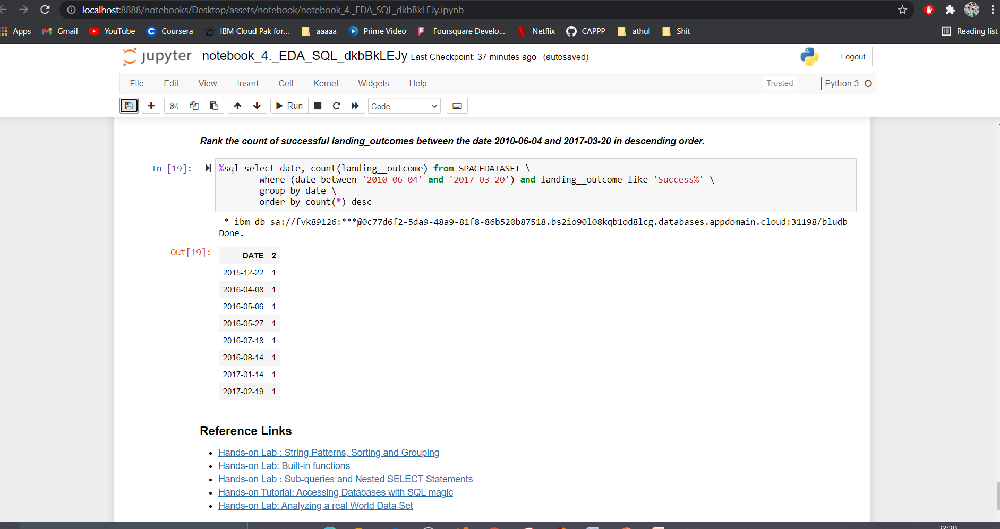 localhost:8888/notebooks/Desktop/assets/notebook/notebook_4._EDA_SQL_dkbBkLEJy.ipynb
Apps Gmail YouTube Coursera IBM Cloud Pak for... aaaaa Prime Video Foursquare Develo... Netflix CAPPP athul Shit Reading list
jupyter notebook_4._EDA_SQL_dkbBkLEJy Last Checkpoint: 37 minutes ago (autosaved) Logout
File Edit View Insert Cell Kernel Widgets Help Trusted Python 3
Run Code
Rank the count of successful landing_outcomes between the date 2010-06-04 and 2017-03-20 in descending order.
In [19]: %sql select date, count(landing__outcome) from SPACEDATASET \
where (date between '2010-06-04' and '2017-03-20') and landing__outcome like 'Success%' \
group by date \
order by count(*) desc
* ibm_db_sa://fvk89126:***@0c77d6f2-5da9-48a9-81f8-86b520b87518.bs2io90l08kqb1od8lcg.databases.appdomain.cloud:31198/bludb
Done.
Out[19]: DATE 2
2015-12-22 1
2016-04-08 1
2016-05-06 1
2016-05-27 1
2016-07-18 1
2016-08-14 1
2017-01-14 1
2017-02-19 1
Reference Links
• Hands-on Lab : String Patterns, Sorting and Grouping
• Hands-on Lab: Built-in functions
• Hands-on Lab : Sub-queries and Nested SELECT Statements
• Hands-on Tutorial: Accessing Databases with SQL magic
• Hands-on Lab: Analyzing a real World Data Set
23:20